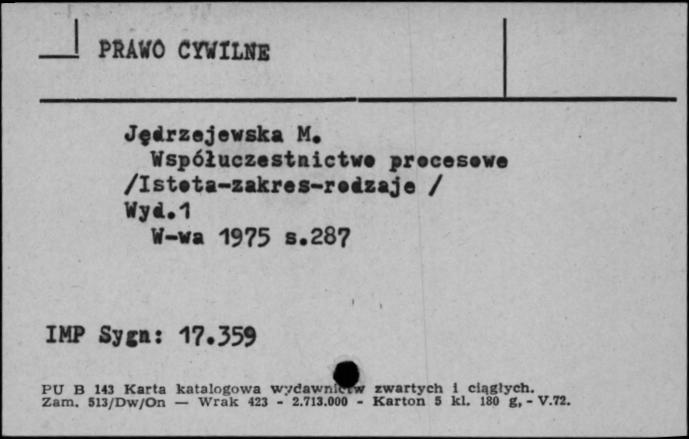 PRAWO CYWILNE
Jędrzejewska M.
Współuczestnictwo procesowe
/Istota-zakres-rodzaje /
Wyd.1
W-wa 1975 s.287
IMP Sygn: 17.359
PU B 143 Karta katalogowa wydawnictw zwartych i ciągłych.
Zam. 513/Dw/On — Wrak 423 - 2.713.000 - Karton 5 kl. 180 g, - V.72.